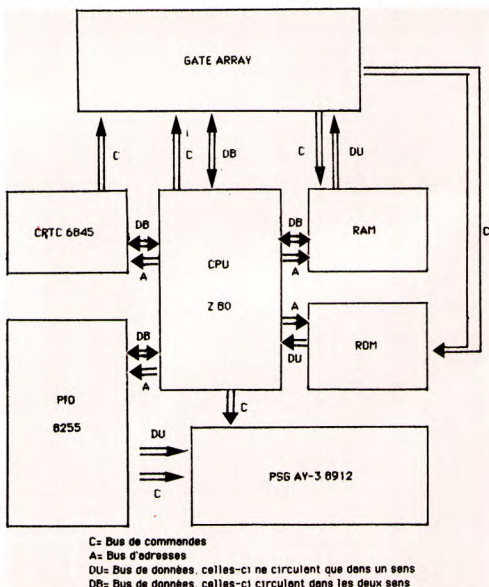 GATE ARRAY
C
C
DB
C
DU
C
CRTC 6845
DB
A
CPU
Z 80
DB
A
RAM
A
DU
ROM
PIO
8255
DB
A
C
DU
C
PSG AY-3 8912
C= Bus de commandes
A= Bus d'adresses
DU= Bus de données, celles-ci ne circulant que dans un sens
DB= Bus de données, celles-ci circulant dans les deux sens